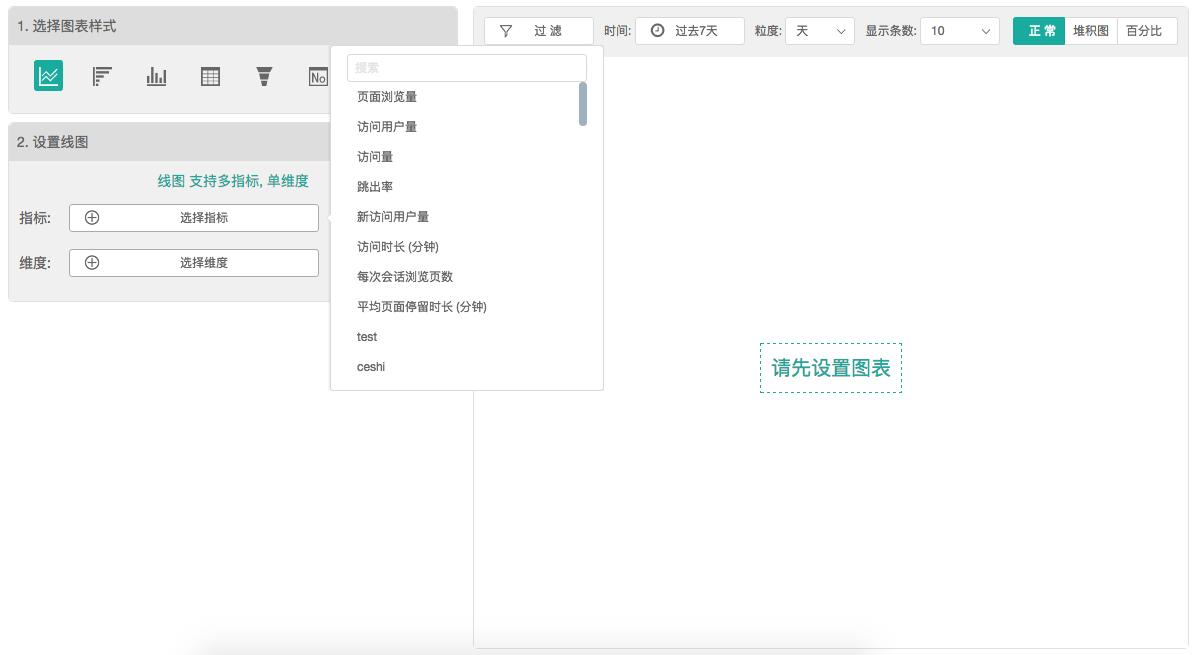 1. 选择图表样式
No
2. 设置线图
线图 支持多指标, 单维度
指标: 选择指标
维度: 选择维度
搜索
页面浏览量
访问用户量
访问量
跳出率
新访问用户量
访问时长 (分钟)
每次会话浏览页数
平均页面停留时长 (分钟)
test
ceshi
过 滤 时间: 过去7天 粒度: 天 显示条数: 10 正 常 堆积图 百分比
请先设置图表